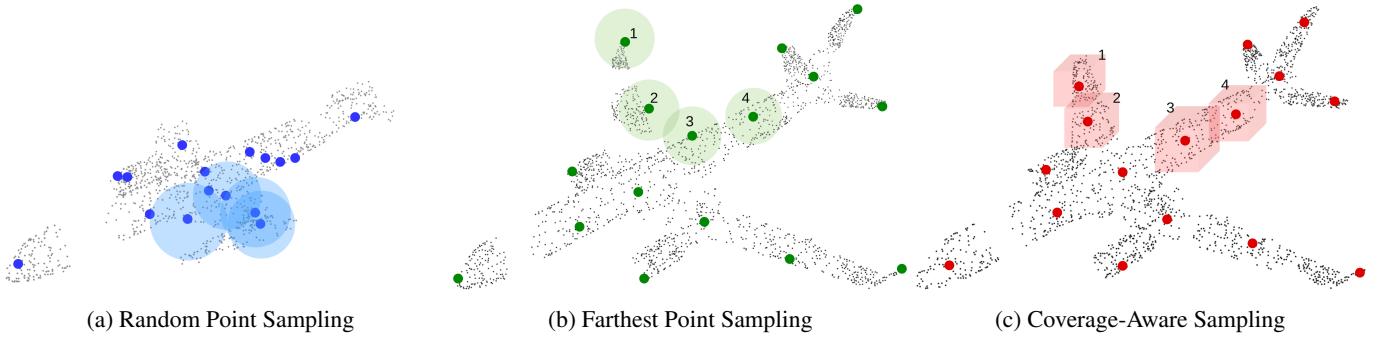 1
2
3
4
1
2
3
4
(a) Random Point Sampling
(b) Farthest Point Sampling
(c) Coverage-Aware Sampling